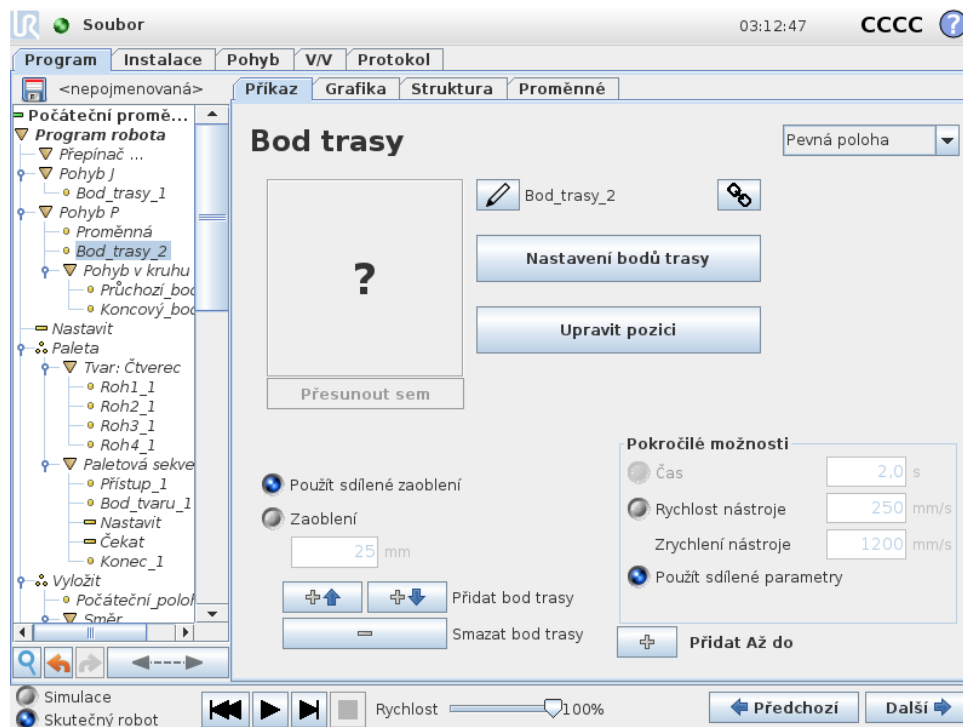 UR Soubor 03:12:47 CCCC ?
Program Instalace Pohyb V/V Protokol
<nepojmenovaná> Příkaz Grafika Struktura Proměnné
Počáteční promě...
Program robota
Přepínač ...
Pohyb J
Bod_trasy_1
Pohyb P
Proměnná
Bod_trasy_2
Pohyb v kruhu
Průchozí_bod
Koncový_bod
Nastavit
Paleta
Tvar: Čtverec
Roh1_1
Roh2_1
Roh3_1
Roh4_1
Paletová sekve
Přístup_1
Bod_tvaru_1
Nastavit
Čekat
Konec_1
Vyložit
Počáteční_poloh
Směr
Bod trasy
Pevná poloha
?
Bod_trasy_2
Nastavení bodů trasy
Upravit pozici
Přesunout sem
Použít sdílené zaoblení
Zaoblení
25 mm
Přidat bod trasy
Smazat bod trasy
Pokročilé možnosti
Čas 2,0 s
Rychlost nástroje 250 mm/s
Zrychlení nástroje 1200 mm/s
Použít sdílené parametry
Přidat Až do
Simulace
Skutečný robot
Rychlost 100%
Předchozí Další